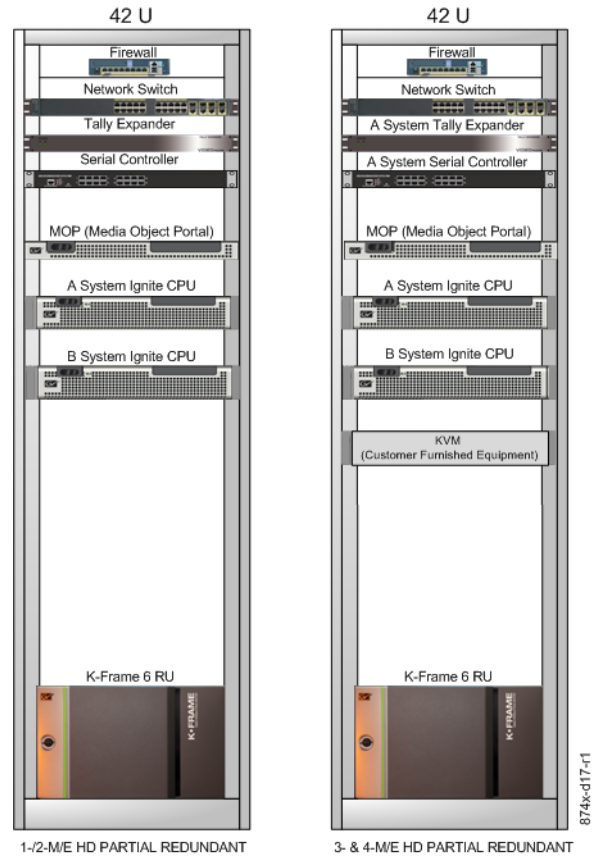 42 U
Firewall
Network Switch
Tally Expander
Serial Controller
MOP (Media Object Portal)
A System Ignite CPU
B System Ignite CPU
K-Frame 6 RU
K•FRAME
1-/2-M/E HD PARTIAL REDUNDANT
42 U
Firewall
Network Switch
A System Tally Expander
A System Serial Controller
MOP (Media Object Portal)
A System Ignite CPU
B System Ignite CPU
KVM
(Customer Furnished Equipment)
K-Frame 6 RU
K•FRAME
3- & 4-M/E HD PARTIAL REDUNDANT
874x-d17-r1